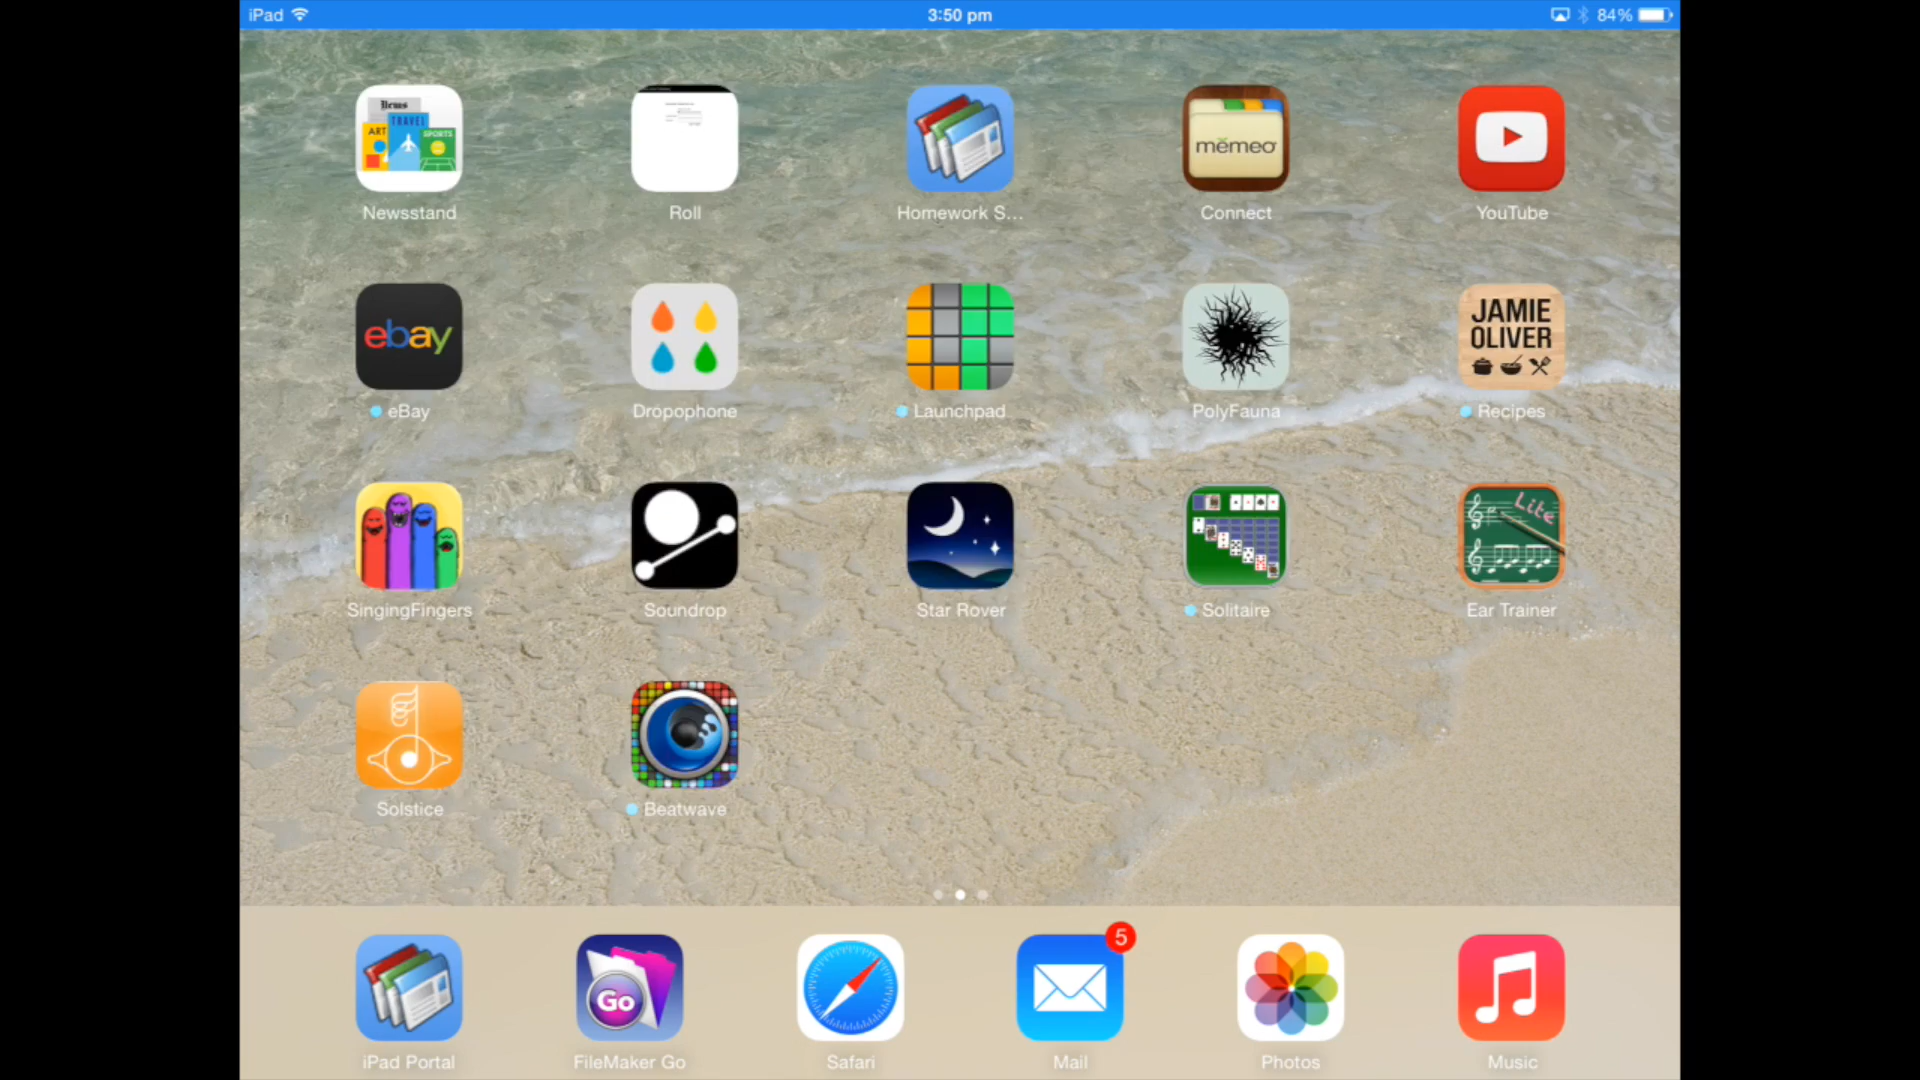 iPad 3:50 pm 84%
News
ART TRAVEL SPORTS
mēmeo
Newsstand Roll Homework S... Connect YouTube
ebay
JAMIE
OLIVER
eBay Dropophone Launchpad PolyFauna Recipes
Lite
SingingFingers Soundrop Star Rover Solitaire Ear Trainer
Solstice Beatwave
5
Go
iPad Portal FileMaker Go Safari Mail Photos Music